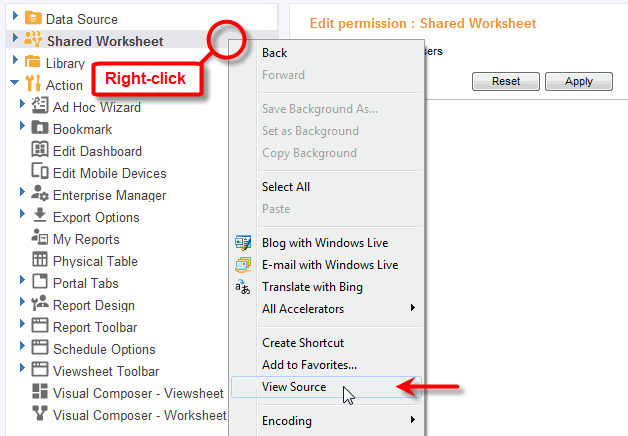 Data Source
Shared Worksheet
Library
Action
Ad Hoc Wizard
Bookmark
Edit Dashboard
Edit Mobile Devices
Enterprise Manager
Export Options
My Reports
Physical Table
Portal Tabs
Report Design
Report Toolbar
Schedule Options
Viewsheet Toolbar
Visual Composer - Viewsheet
Visual Composer - Worksheet
Right-click
Back
Forward
Save Background As...
Set as Background
Copy Background
Select All
Paste
Blog with Windows Live
E-mail with Windows Live
Translate with Bing
All Accelerators
Create Shortcut
Add to Favorites...
View Source
Encoding
Edit permission : Shared Worksheet
Reset
Apply